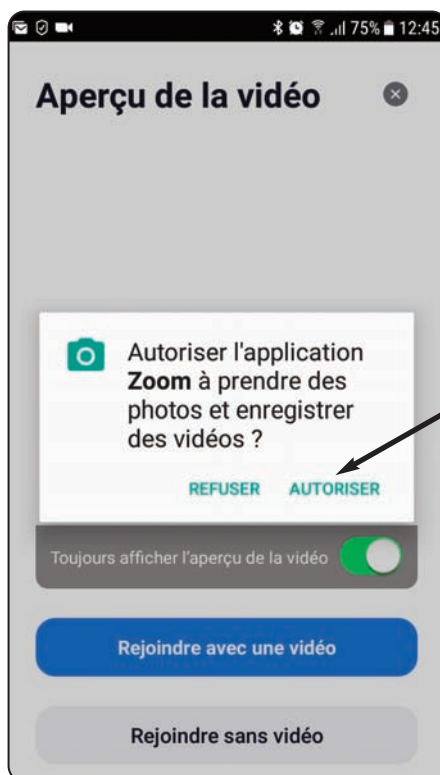 75% 12:45
Aperçu de la vidéo
Autoriser l'application
Zoom à prendre des
photos et enregistrer
des vidéos ?
REFUSER AUTORISER
Toujours afficher l'aperçu de la vidéo
Rejoindre avec une vidéo
Rejoindre sans vidéo